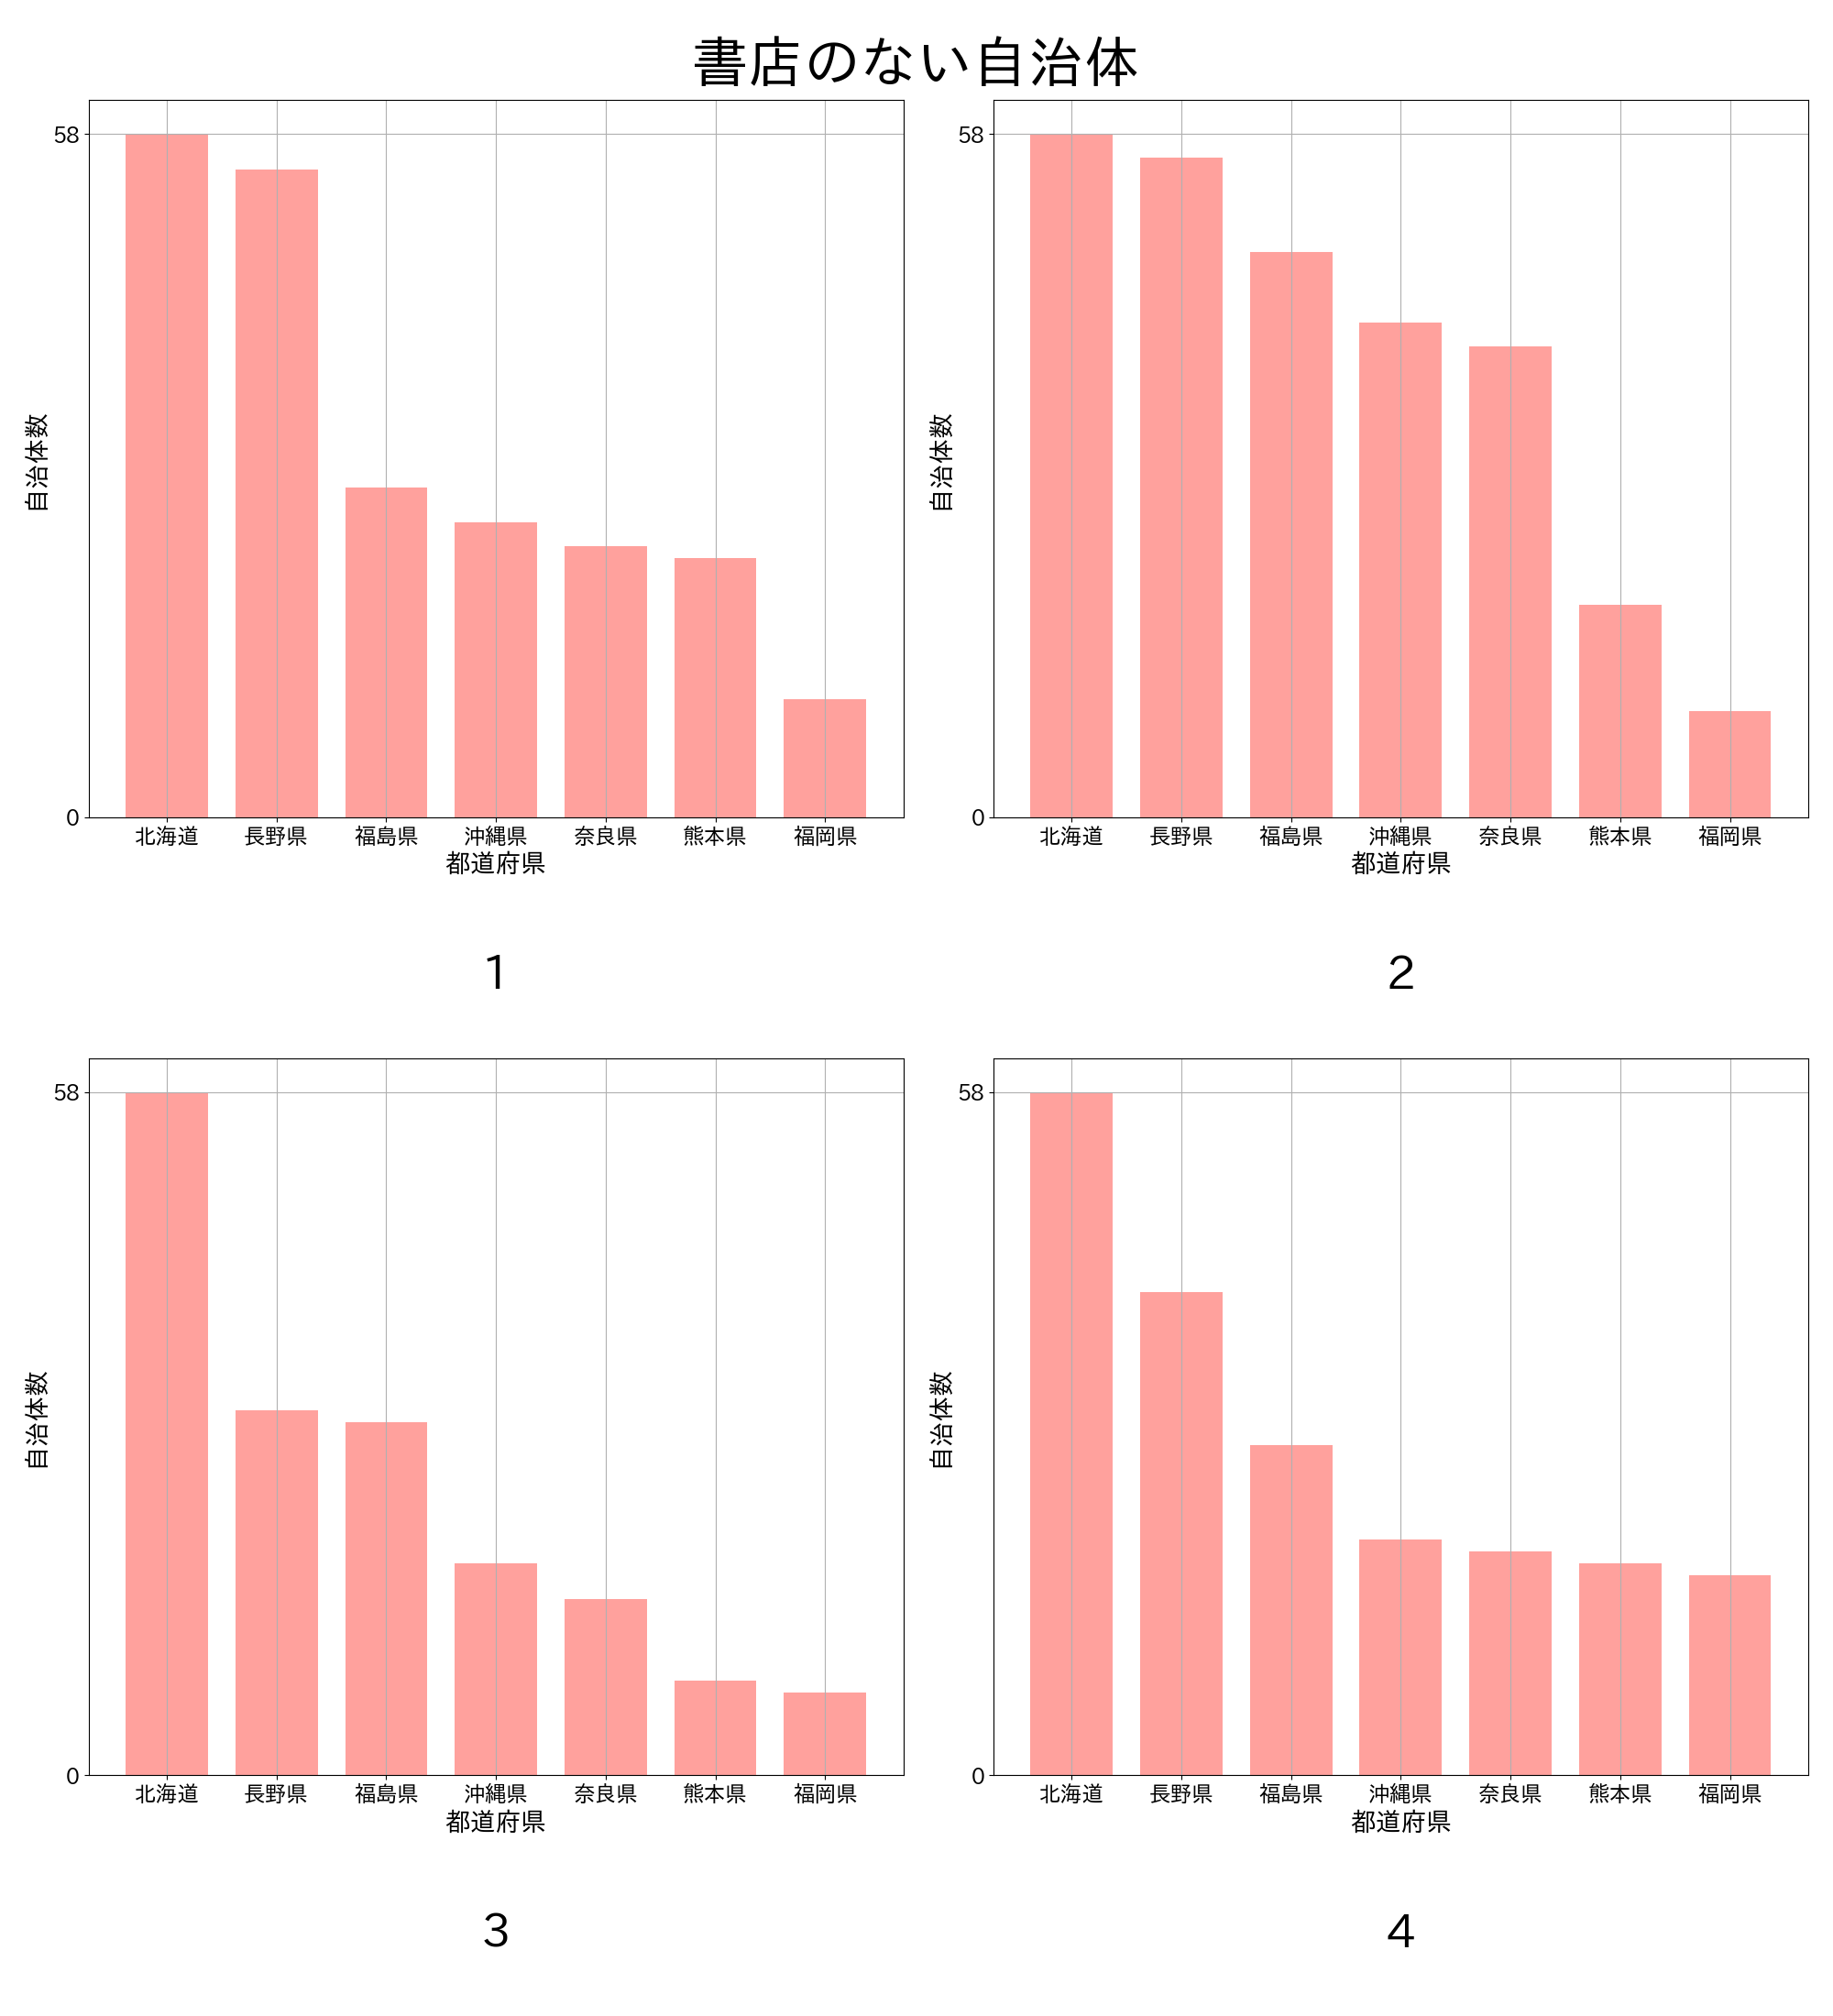 書店のない自治体
58
0
自治体数
北海道 長野県 福島県 沖縄県 奈良県 熊本県 福岡県
都道府県
1
58
0
自治体数
北海道 長野県 福島県 沖縄県 奈良県 熊本県 福岡県
都道府県
2
58
0
自治体数
北海道 長野県 福島県 沖縄県 奈良県 熊本県 福岡県
都道府県
3
58
0
自治体数
北海道 長野県 福島県 沖縄県 奈良県 熊本県 福岡県
都道府県
4